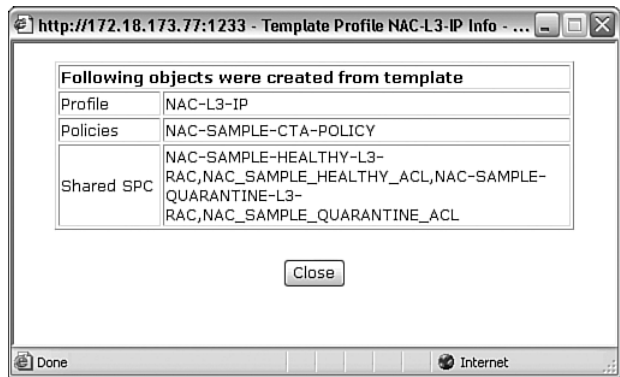 http://172.18.173.77:1233 - Template Profile NAC-L3-IP Info - ...
Following objects were created from template
Profile NAC-L3-IP
Policies NAC-SAMPLE-CTA-POLICY
Shared SPC NAC-SAMPLE-HEALTHY-L3-
RAC,NAC_SAMPLE_HEALTHY_ACL,NAC-SAMPLE-
QUARANTINE-L3-
RAC,NAC_SAMPLE_QUARANTINE_ACL
Close
Done Internet